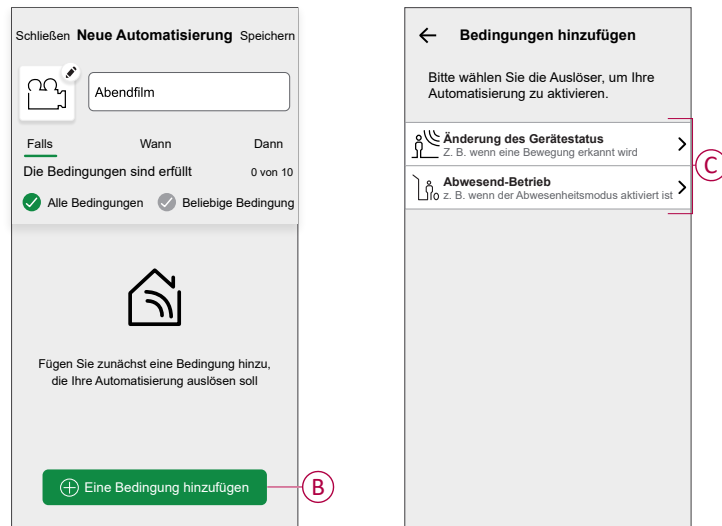 Schließen Neue Automatisierung Speichern
Abendfilm
Falls Wann Dann
Die Bedingungen sind erfüllt 0 von 10
Alle Bedingungen Beliebige Bedingung
Fügen Sie zunächst eine Bedingung hinzu,
die Ihre Automatisierung auslösen soll
Eine Bedingung hinzufügen
B
Bedingungen hinzufügen
Bitte wählen Sie die Auslöser, um Ihre
Automatisierung zu aktivieren.
Änderung des Gerätestatus
Z. B. wenn eine Bewegung erkannt wird
Abwesend-Betrieb
z. B. wenn der Abwesenheitsmodus aktiviert ist
C